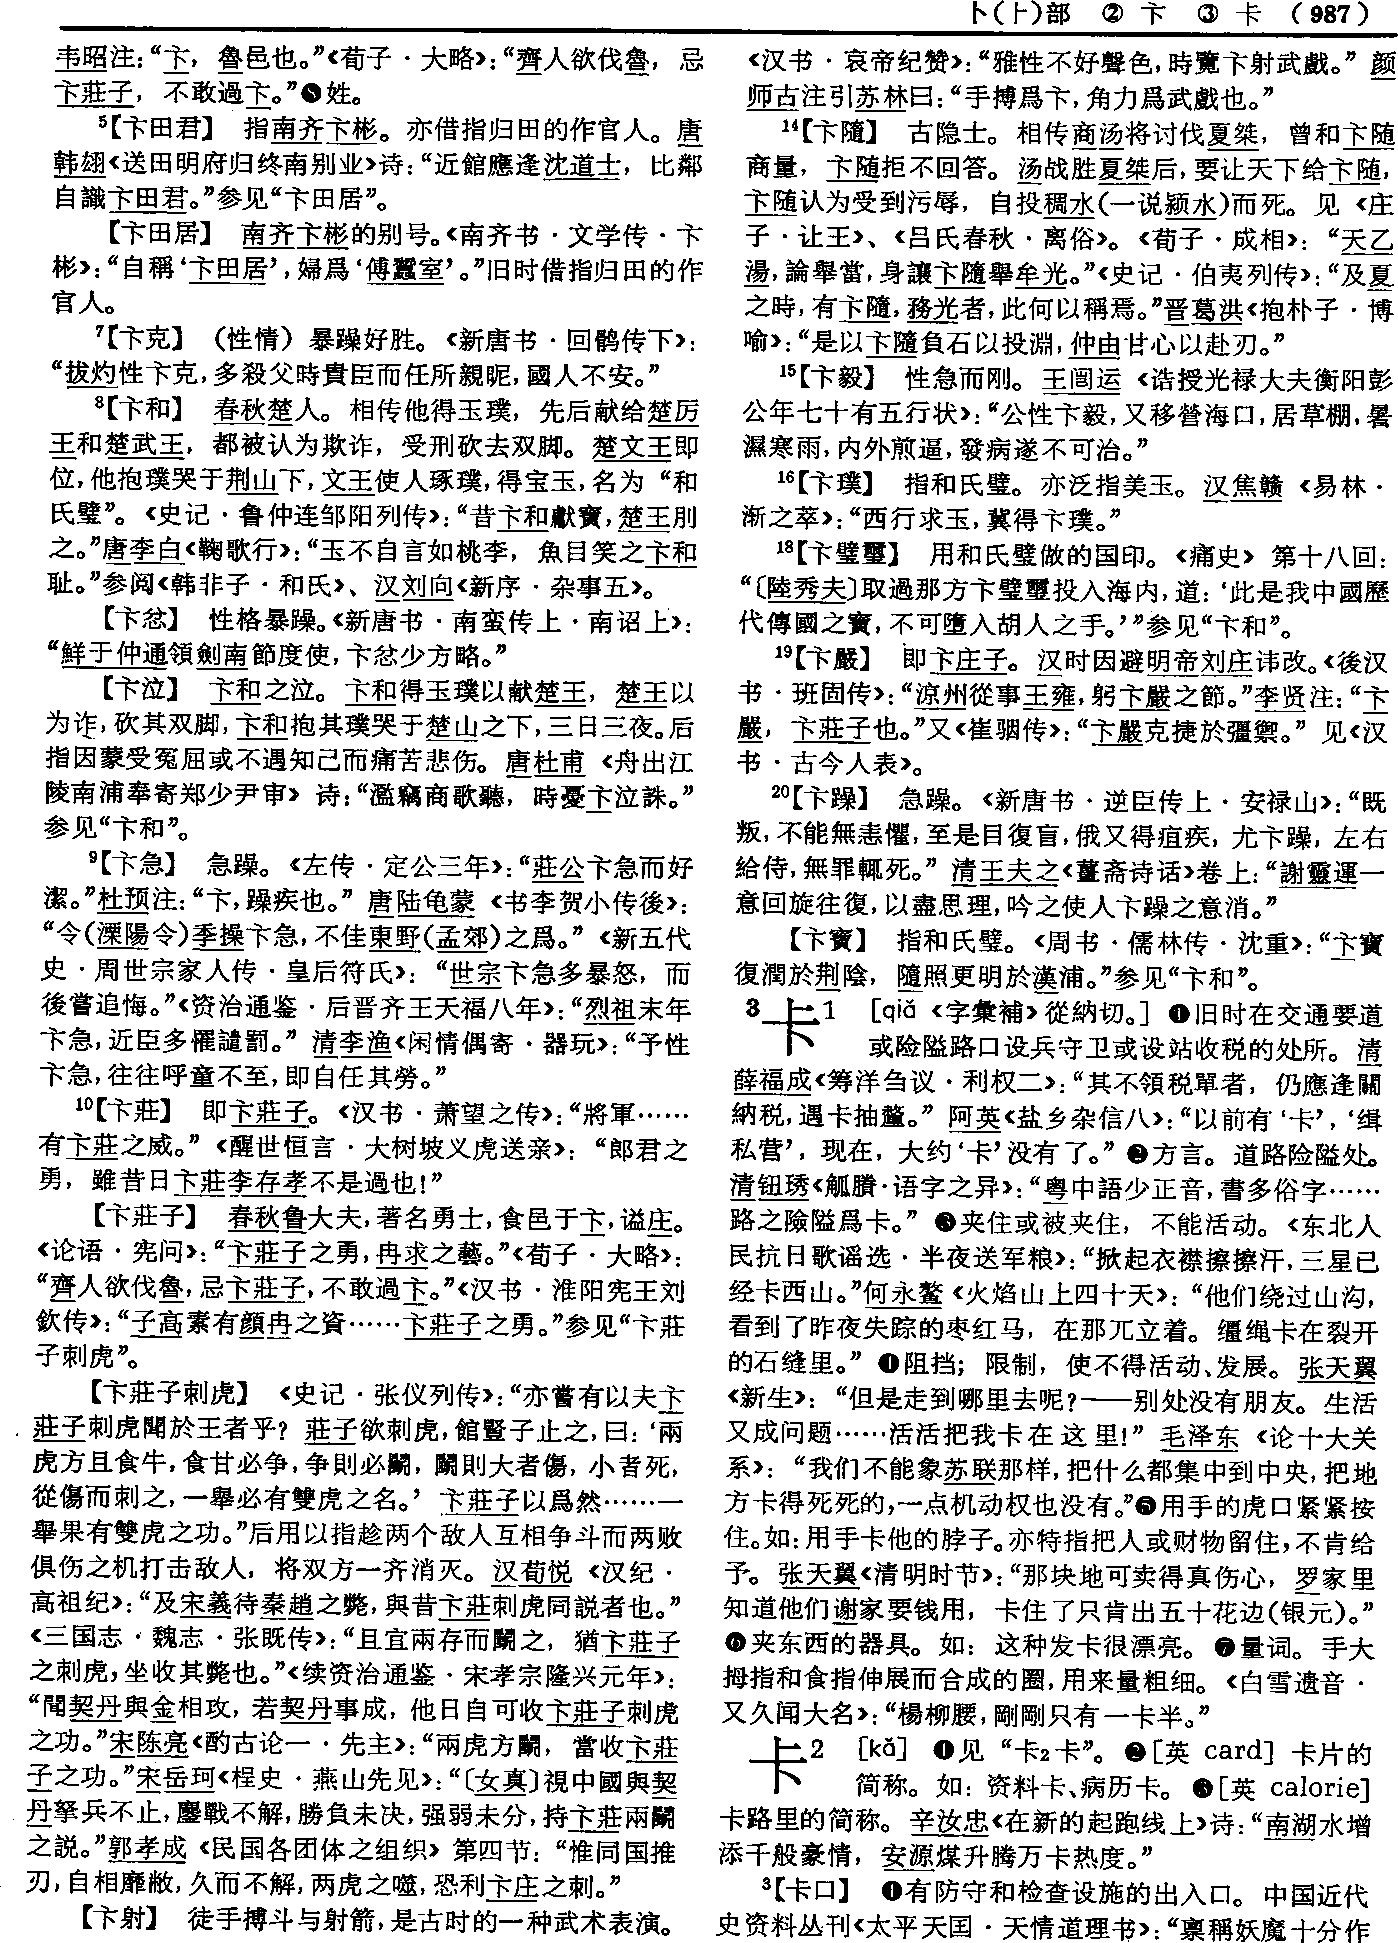 卜(⺊)部 ② 卞 ③ 卡 (987)
韦昭注：“卞，魯邑也。”《荀子·大略》：“齊人欲伐魯，忌
卞莊子，不敢過卞。”❽姓。
⁵【卞田君】 指南齐卞彬。亦借指归田的作官人。唐
韩翃《送田明府归终南别业》诗：“近館應逢沈道士，比鄰
自識卞田君。”参见“卞田居”。
【卞田居】 南齐卞彬的别号。《南齐书·文学传·卞
彬》：“自稱‘卞田居’，婦爲‘傅蠶室’。”旧时借指归田的作
官人。
⁷【卞克】 （性情）暴躁好胜。《新唐书·回鹘传下》：
“拔灼性卞克，多殺父時貴臣而任所親昵，國人不安。”
⁸【卞和】 春秋楚人。相传他得玉璞，先后献给楚厉
王和楚武王，都被认为欺诈，受刑砍去双脚。楚文王即
位，他抱璞哭于荆山下，文王使人琢璞，得宝玉，名为“和
氏璧”。《史记·鲁仲连邹阳列传》：“昔卞和獻寶，楚王刖
之。”唐李白《鞠歌行》：“玉不自言如桃李，魚目笑之卞和
耻。”参阅《韩非子·和氏》、汉刘向《新序·杂事五》。
【卞忿】 性格暴躁。《新唐书·南蛮传上·南诏上》：
“鮮于仲通領劍南節度使，卞忿少方略。”
【卞泣】 卞和之泣。卞和得玉璞以献楚王，楚王以
为诈，砍其双脚，卞和抱其璞哭于楚山之下，三日三夜。后
指因蒙受冤屈或不遇知己而痛苦悲伤。唐杜甫《舟出江
陵南浦奉寄郑少尹审》诗：“濫竊商歌聽，時憂卞泣誅。”
参见“卞和”。
⁹【卞急】 急躁。《左传·定公三年》：“莊公卞急而好
潔。”杜预注：“卞，躁疾也。”唐陆龟蒙《书李贺小传後》：
“令(溧陽令)季操卞急，不佳東野(孟郊)之爲。”《新五代
史·周世宗家人传·皇后符氏》：“世宗卞急多暴怒，而
後嘗追悔。”《资治通鉴·后晋齐王天福八年》：“烈祖末年
卞急，近臣多罹譴罰。”清李渔《闲情偶寄·器玩》：“予性
卞急，往往呼童不至，即自任其勞。”
¹⁰【卞莊】 即卞莊子。《汉书·萧望之传》：“將軍……
有卞莊之威。”《醒世恒言·大树坡义虎送亲》：“郎君之
勇，雖昔日卞莊李存孝不是過也！”
【卞莊子】 春秋鲁大夫，著名勇士，食邑于卞，谥庄。
《论语·宪问》：“卞莊子之勇，冉求之藝。”《荀子·大略》：
“齊人欲伐魯，忌卞莊子，不敢過卞。”《汉书·淮阳宪王刘
钦传》：“子高素有顔冉之資……卞莊子之勇。”参见“卞莊
子刺虎”。
【卞莊子刺虎】 《史记·张仪列传》：“亦嘗有以夫卞
莊子刺虎聞於王者乎？莊子欲刺虎，館豎子止之，曰：‘兩
虎方且食牛，食甘必争，争則必鬭，鬭則大者傷，小者死，
從傷而刺之，一舉必有雙虎之名。’卞莊子以爲然……一
舉果有雙虎之功。”后用以指趁两个敌人互相争斗而两败
俱伤之机打击敌人，将双方一齐消灭。汉荀悦《汉纪·
高祖纪》：“及宋義待秦趙之斃，與昔卞莊刺虎同説者也。”
《三国志·魏志·张既传》：“且宜兩存而鬭之，猶卞莊子
之刺虎，坐收其斃也。”《续资治通鉴·宋孝宗隆兴元年》：
“聞契丹與金相攻，若契丹事成，他日自可收卞莊子刺虎
之功。”宋陈亮《酌古论一·先主》：“兩虎方鬭，當收卞莊
子之功。”宋岳珂《桯史·燕山先见》：“〔女真〕視中國與契
丹拏兵不止，鏖戰不解，勝負未决，强弱未分，持卞莊兩鬭
之説。”郭孝成《民国各团体之组织》第四节：“惟同国推
刃，自相靡敝，久而不解，两虎之噬，恐利卞庄之刺。”
【卞射】 徒手搏斗与射箭，是古时的一种武术表演。
《汉书·哀帝纪赞》：“雅性不好聲色，時覽卞射武戲。”颜
师古注引苏林曰：“手搏爲卞，角力爲武戲也。”
¹⁴【卞隨】 古隐士。相传商汤将讨伐夏桀，曾和卞随
商量，卞随拒不回答。汤战胜夏桀后，要让天下给卞随，
卞随认为受到污辱，自投稠水(一说颍水)而死。见《庄
子·让王》、《吕氏春秋·离俗》。《荀子·成相》：“天乙
湯，論舉當，身讓卞隨舉牟光。”《史记·伯夷列传》：“及夏
之時，有卞隨，務光者，此何以稱焉。”晋葛洪《抱朴子·博
喻》：“是以卞隨負石以投淵，仲由甘心以赴刃。”
¹⁵【卞毅】 性急而刚。王闿运《诰授光禄大夫衡阳彭
公年七十有五行状》：“公性卞毅，又移營海口，居草棚，暑
濕寒雨，内外煎逼，發病遂不可治。”
¹⁶【卞璞】 指和氏璧。亦泛指美玉。汉焦赣《易林·
渐之萃》：“西行求玉，冀得卞璞。”
¹⁸【卞璧璽】 用和氏璧做的国印。《痛史》第十八回：
“〔陸秀夫〕取過那方卞璧璽投入海内，道：‘此是我中國歷
代傳國之寶，不可墮入胡人之手。’”参见“卞和”。
¹⁹【卞嚴】 即卞庄子。汉时因避明帝刘庄讳改。《後汉
书·班固传》：“凉州從事王雍，躬卞嚴之節。”李贤注：“卞
嚴，卞莊子也。”又《崔骃传》：“卞嚴克捷於彊禦。”见《汉
书·古今人表》。
²⁰【卞躁】 急躁。《新唐书·逆臣传上·安禄山》：“既
叛，不能無恚懼，至是目復盲，俄又得疽疾，尤卞躁，左右
給侍，無罪輒死。”清王夫之《薑斋诗话》卷上：“謝靈運一
意回旋往復，以盡思理，吟之使人卞躁之意消。”
【卞寶】 指和氏璧。《周书·儒林传·沈重》：“卞寶
復潤於荆陰，隨照更明於漢浦。”参见“卞和”。
3卡1 [qiǎ 《字彙補》從納切。] ❶旧时在交通要道
或险隘路口设兵守卫或设站收税的处所。清
薛福成《筹洋刍议·利权二》：“其不領税單者，仍應逢關
納税，遇卡抽釐。”阿英《盐乡杂信八》：“以前有‘卡’，‘缉
私营’，现在，大约‘卡’没有了。”❷方言。道路险隘处。
清钮琇《觚賸·语字之异》：“粤中語少正音，書多俗字……
路之險隘爲卡。”❸夹住或被夹住，不能活动。《东北人
民抗日歌谣选·半夜送军粮》：“掀起衣襟擦擦汗，三星已
经卡西山。”何永鳌《火焰山上四十天》：“他们绕过山沟，
看到了昨夜失踪的枣红马，在那兀立着。缰绳卡在裂开
的石缝里。”❹阻挡；限制，使不得活动、发展。张天翼
《新生》：“但是走到哪里去呢？——别处没有朋友。生活
又成问题……活活把我卡在这里！”毛泽东《论十大关
系》：“我们不能象苏联那样，把什么都集中到中央，把地
方卡得死死的，一点机动权也没有。”❺用手的虎口紧紧按
住。如：用手卡他的脖子。亦特指把人或财物留住，不肯给
予。张天翼《清明时节》：“那块地可卖得真伤心，罗家里
知道他们谢家要钱用，卡住了只肯出五十花边(银元)。”
❻夹东西的器具。如：这种发卡很漂亮。❼量词。手大
拇指和食指伸展而合成的圈，用来量粗细。《白雪遗音·
又久闻大名》：“楊柳腰，剛剛只有一卡半。”
卡2 [kǎ] ❶见“卡₂卡”。❷[英 card] 卡片的
简称。如：资料卡、病历卡。❸[英 calorie]
卡路里的简称。辛汝忠《在新的起跑线上》诗：“南湖水增
添千般豪情，安源煤升腾万卡热度。”
³【卡口】 ❶有防守和检查设施的出入口。中国近代
史资料丛刊《太平天国·天情道理书》：“禀稱妖魔十分作